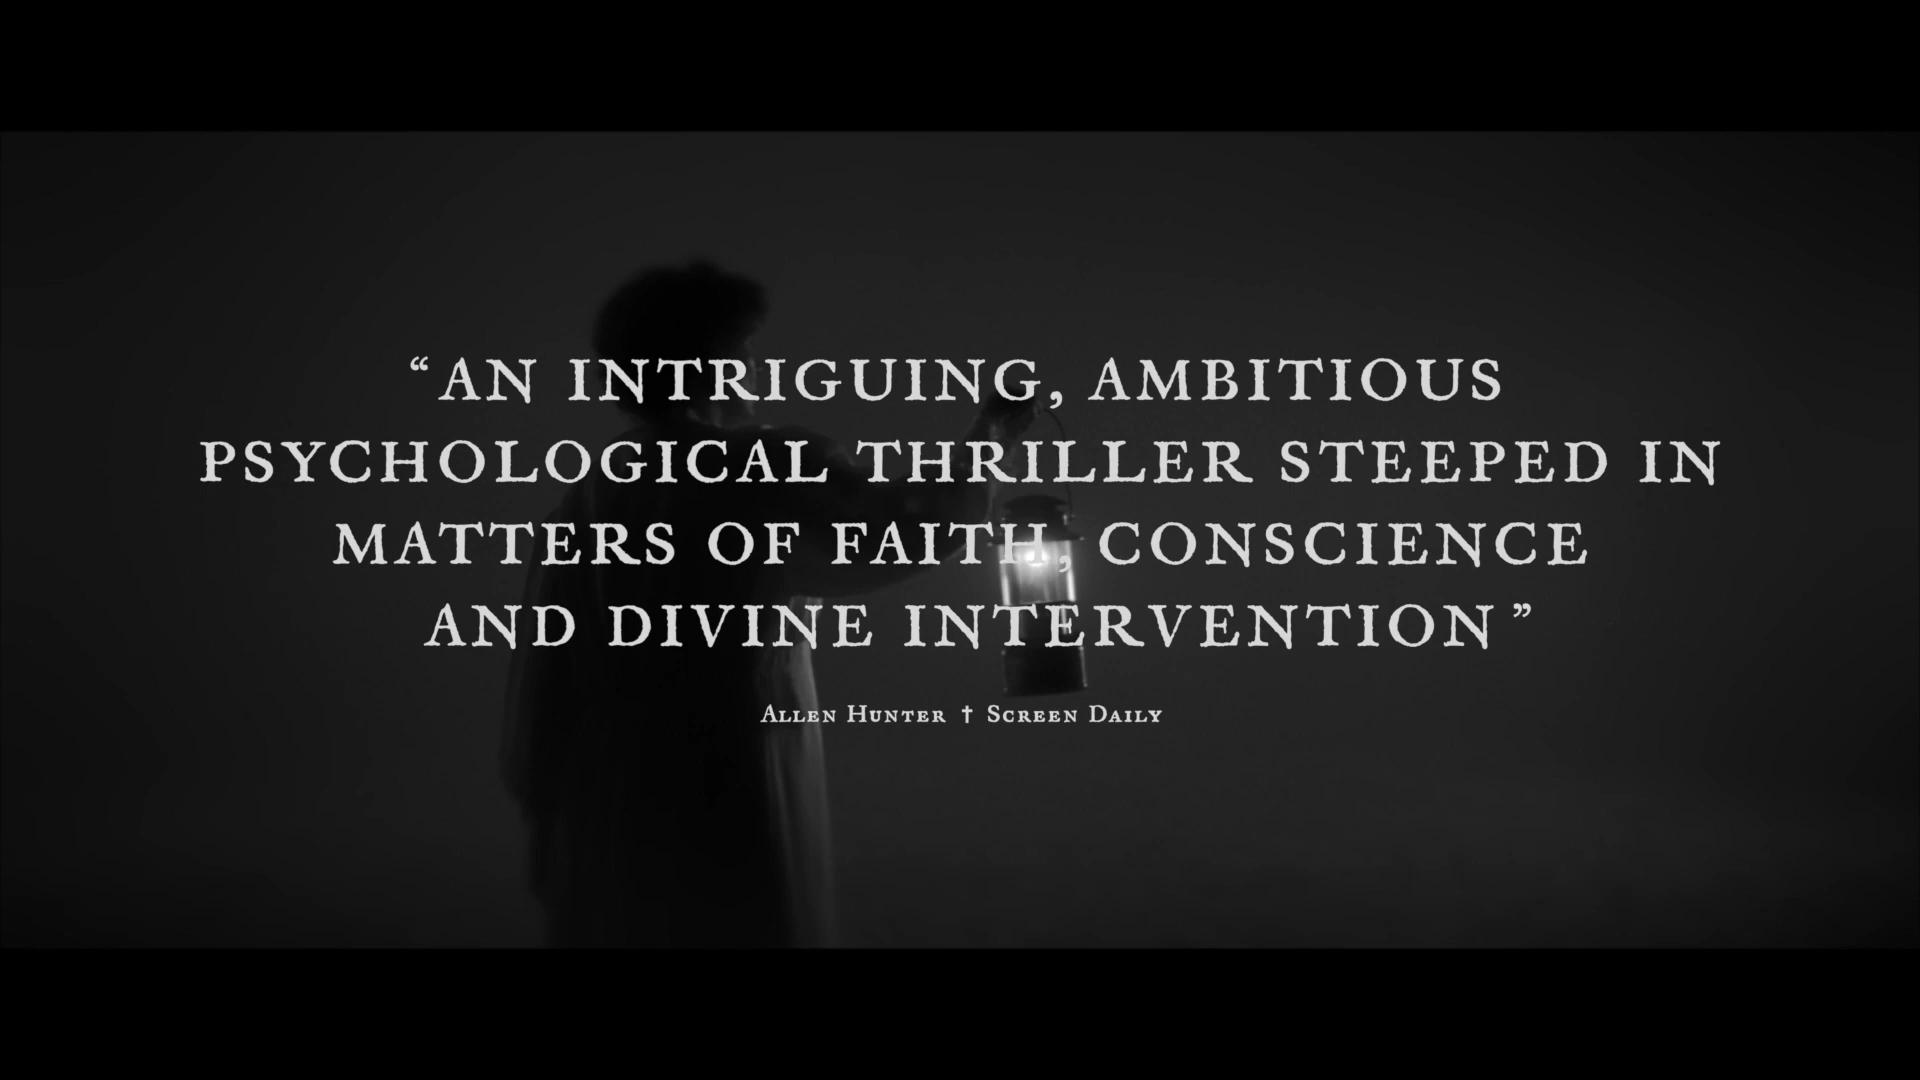 “AN INTRIGUING, AMBITIOUS
PSYCHOLOGICAL THRILLER STEEPED IN
MATTERS OF FAITH, CONSCIENCE
AND DIVINE INTERVENTION”
Allen Hunter ✝ Screen Daily